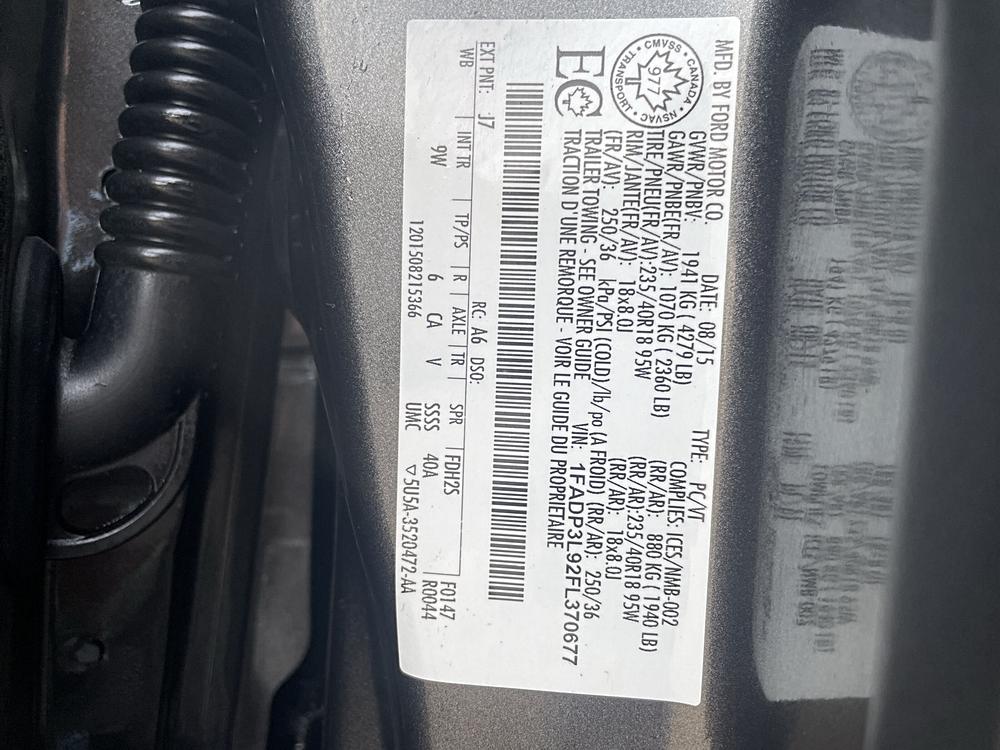 MFD. BY FORD MOTOR CO.
DATE: 08/15 TYPE: PC/VT
GVWR/PNBV: 1941 KG ( 4279 LB) COMPLIES: ICES/NMB-002
GAWR/PNBE(FR/AV): 1070 KG ( 2360 LB) (RR/AR): 880 KG ( 1940 LB)
TIRE/PNEU(FR/AV):235/40R18 95W (RR/AR):235/40R18 95W
RIM/JANTE(FR/AV): 18x8.0J (RR/AR): 18x8.0J
(FR/AV): 250/36 kPa/PSI (COLD)/lb/po (A FROID) (RR/AR): 250/36
TRAILER TOWING - SEE OWNER GUIDE VIN: 1FADP3L92FL370677
TRACTION D'UNE REMORQUE - VOIR LE GUIDE DU PROPRIETAIRE
CMVSS • CANADA • NSVAC • TRANSPORT •
977
EC
RC: A6 DSO:
F0147
R0044
EXT PNT: J7
WB INT TR TP/PS R AXLE TR SPR FDH2S
9W 6 CA V SSSS 40A
1201508215366 UMC ▽5U5A-3520472-AA